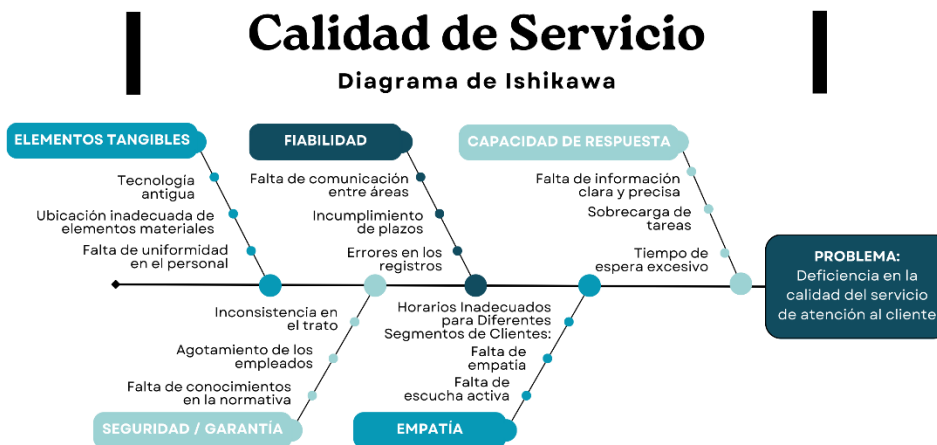 Calidad de Servicio
Diagrama de Ishikawa
ELEMENTOS TANGIBLES
FIABILIDAD
CAPACIDAD DE RESPUESTA
Tecnología
antigua
Ubicación inadecuada de
elementos materiales
Falta de uniformidad
en el personal
Falta de comunicación
entre áreas
Incumplimiento
de plazos
Errores en los
registros
Falta de información
clara y precisa
Sobrecarga de
tareas
Tiempo de
espera excesivo
PROBLEMA:
Deficiencia en la
calidad del servicio
de atención al cliente
Inconsistencia en
el trato
Agotamiento de los
empleados
Falta de conocimientos
en la normativa
Horarios Inadecuados
para Diferentes
Segmentos de Clientes:
Falta de
empatía
Falta de
escucha activa
SEGURIDAD / GARANTÍA
EMPATÍA